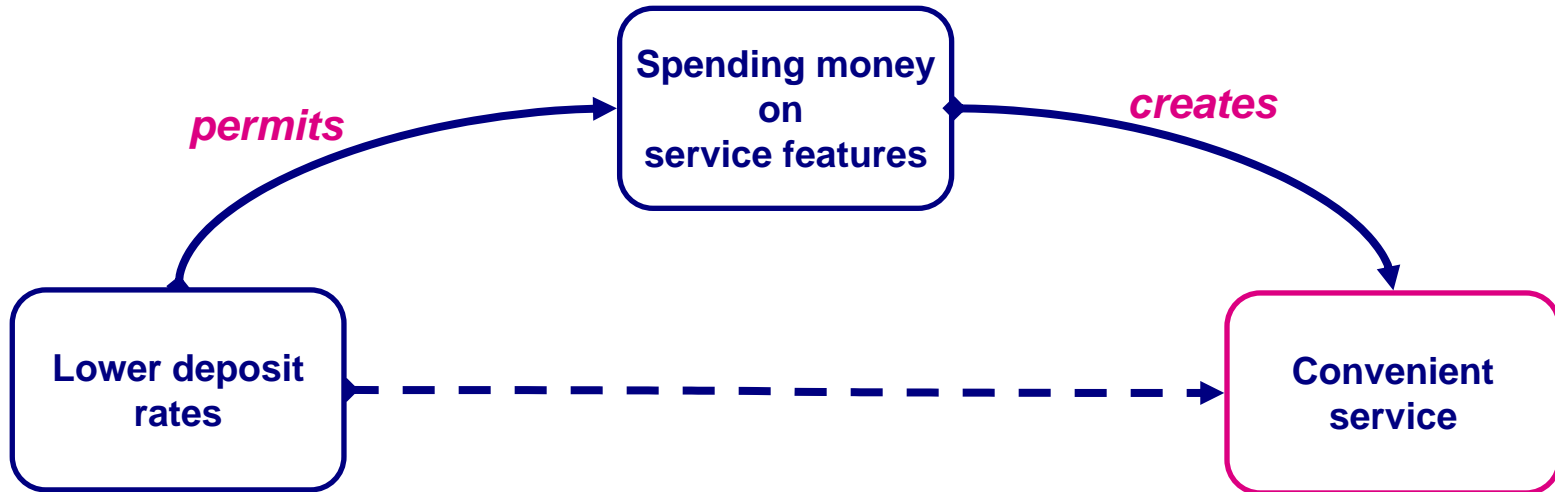 Spending money
on
service features
permits
creates
Lower deposit
rates
Convenient
service